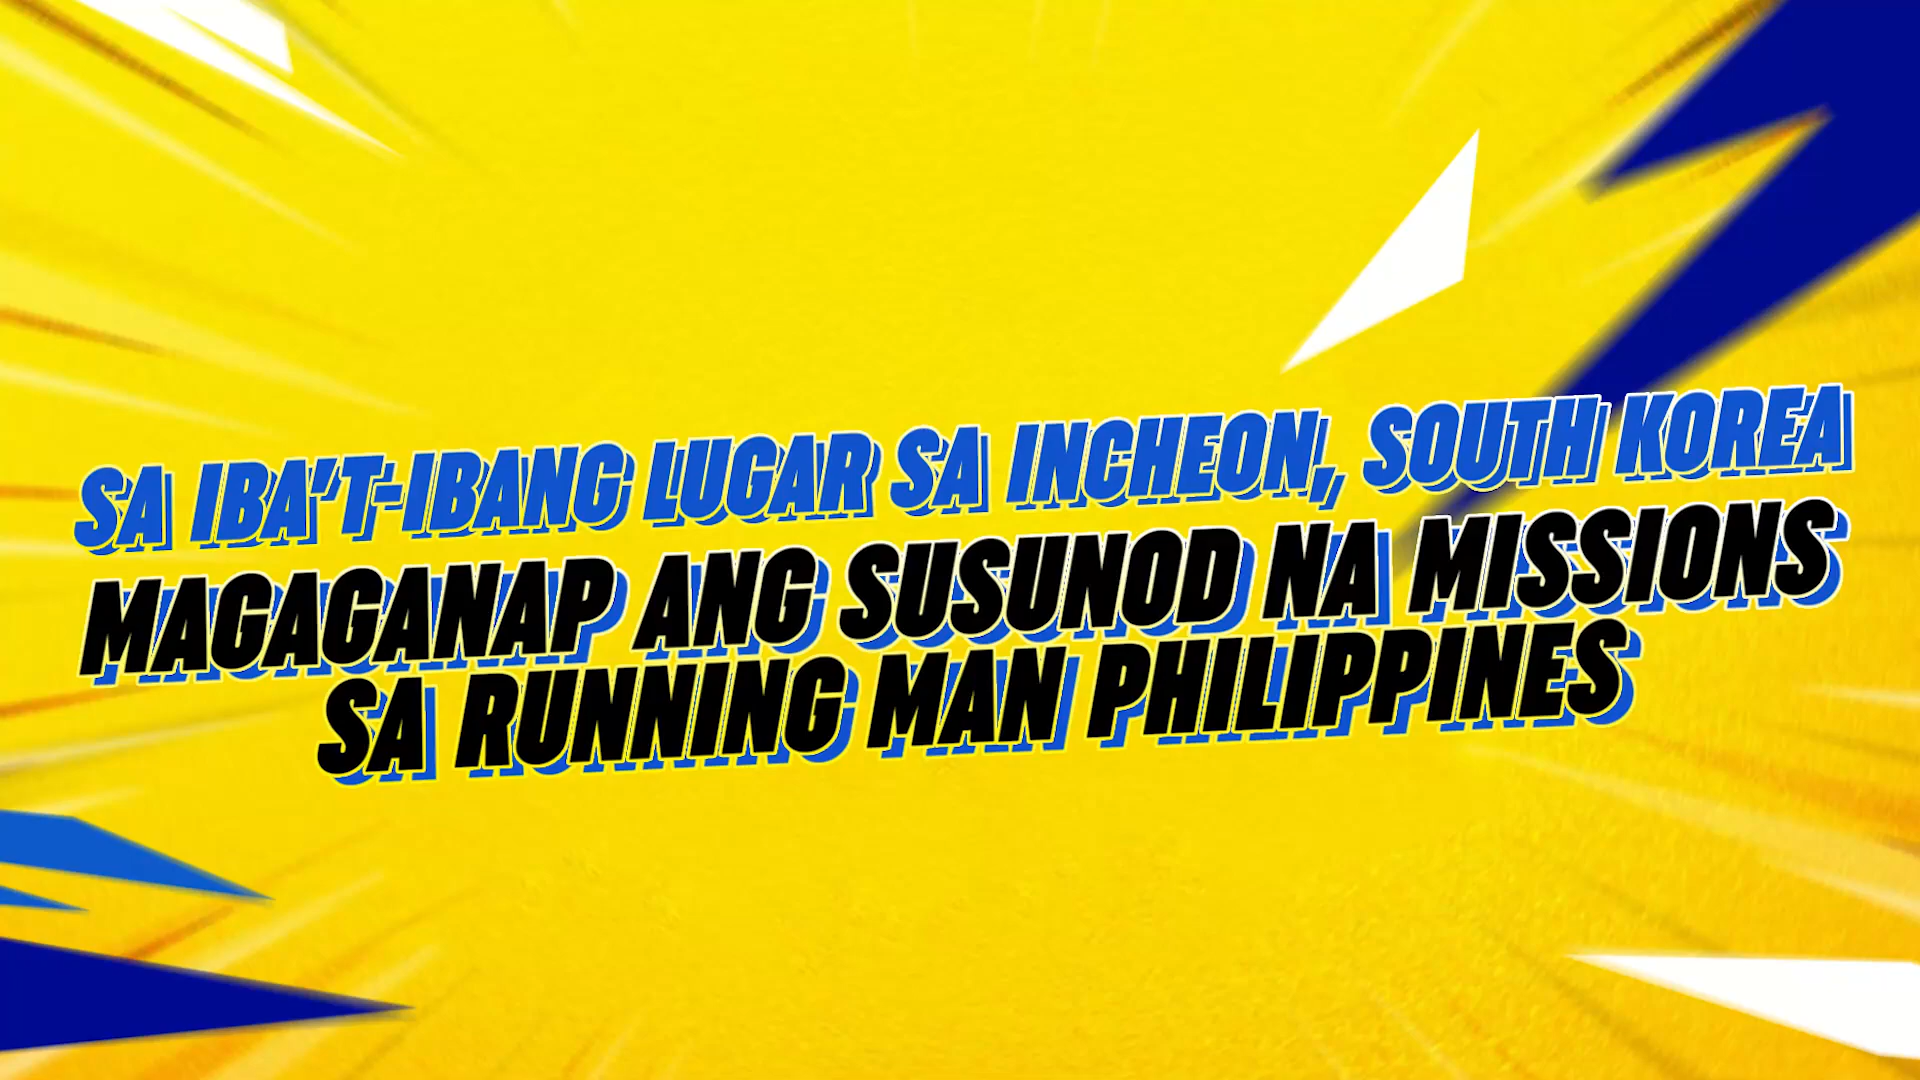 SA IBA'T-IBANG LUGAR SA INCHEON, SOUTH KOREA
MAGAGANAP ANG SUSUNOD NA MISSIONS
SA RUNNING MAN PHILIPPINES